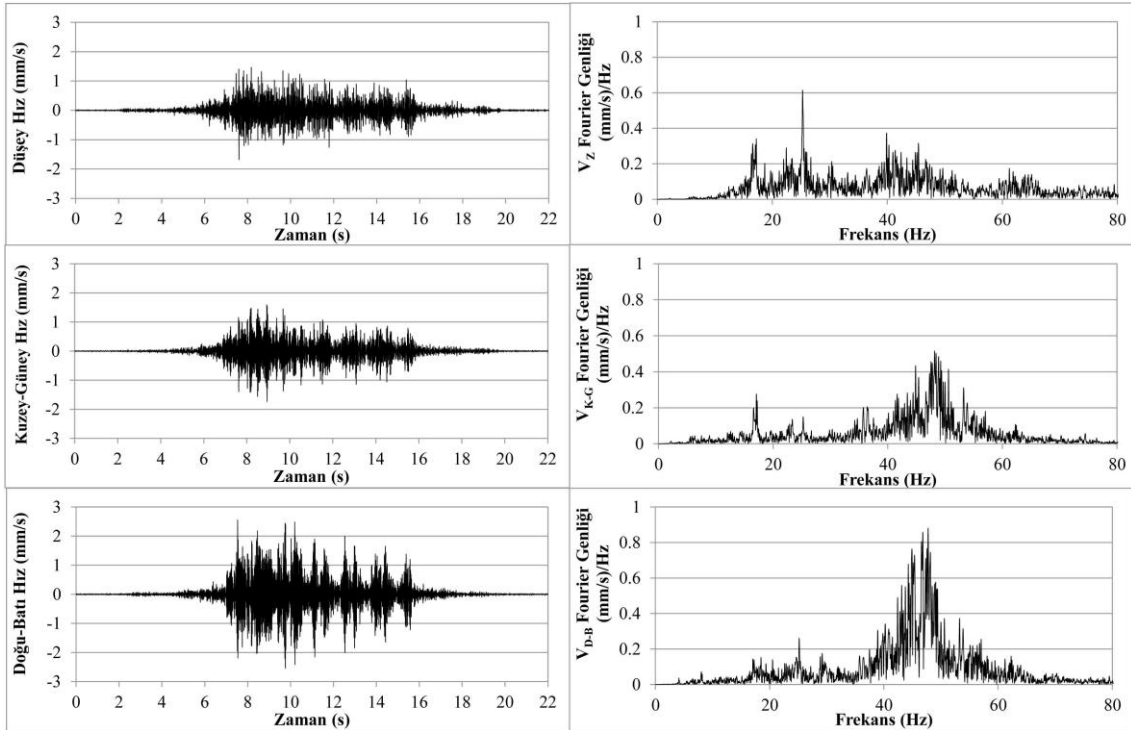 Düşey Hız (mm/s)
3
2
1
0
-1
-2
-3
0 2 4 6 8 10 12 14 16 18 20 22
Zaman (s)
V_Z Fourier Genliği
(mm/s)/Hz
1
0.8
0.6
0.4
0.2
0
0 20 40 60 80
Frekans (Hz)
Kuzey-Güney Hız (mm/s)
3
2
1
0
-1
-2
-3
0 2 4 6 8 10 12 14 16 18 20 22
Zaman (s)
V_K-G Fourier Genliği
(mm/s)/Hz
1
0.8
0.6
0.4
0.2
0
0 20 40 60 80
Frekans (Hz)
Doğu-Batı Hız (mm/s)
3
2
1
0
-1
-2
-3
0 2 4 6 8 10 12 14 16 18 20 22
Zaman (s)
V_D-B Fourier Genliği
(mm/s)/Hz
1
0.8
0.6
0.4
0.2
0
0 20 40 60 80
Frekans (Hz)